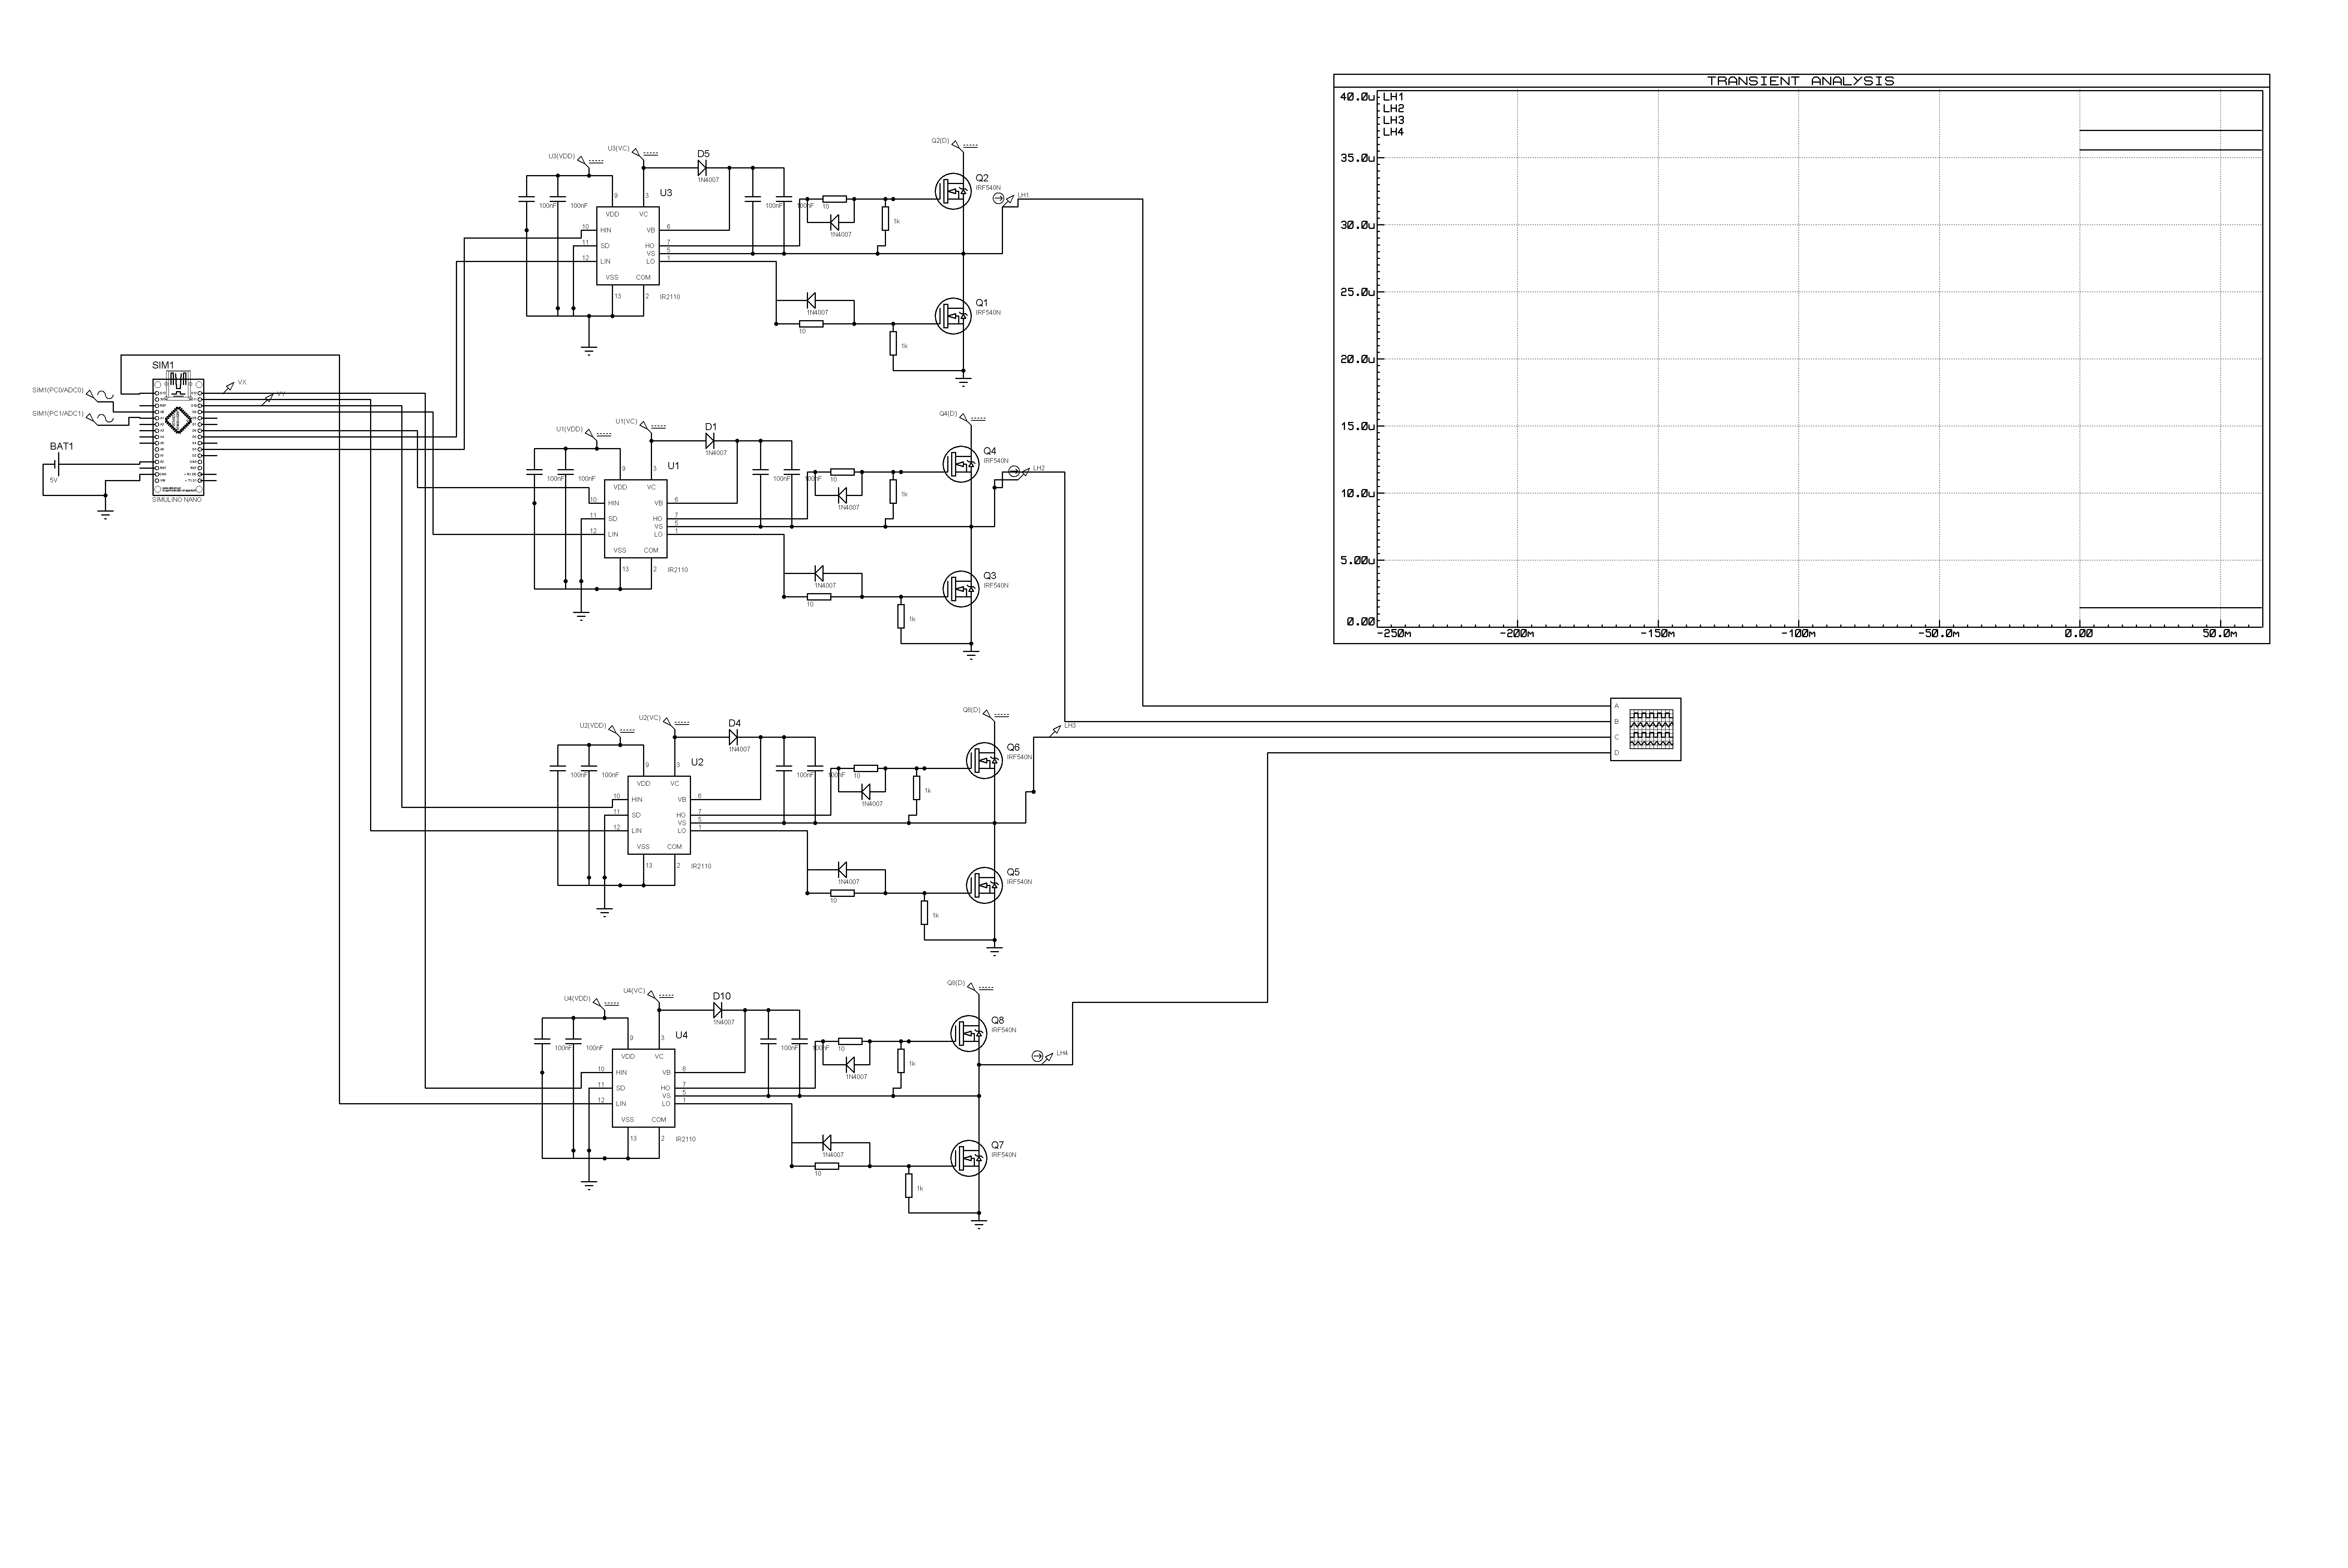 TRANSIENT ANALYSIS
40.0u
LH1
LH2
LH3
LH4
35.0u
30.0u
25.0u
20.0u
15.0u
10.0u
5.00u
0.00
-250m
-200m
-150m
-100m
-50.0m
0.00
50.0m
A
B
C
D
SIM1
SIM1(PC0/ADC0)
SIM1(PC1/ADC1)
VX
BAT1
5V
SIMULINO NANO
U3(VDD)
U3(VC)
D5
1N4007
Q2(D)
Q2
IRF540N
LH1
U3
100nF
100nF
100nF
10
1N4007
1k
9
3
VDD
VC
10
HIN
VB
6
11
SD
HO
7
VS
5
12
LIN
LO
1
VSS
COM
13
2
IR2110
1N4007
10
Q1
IRF540N
1k
U1(VDD)
U1(VC)
D1
1N4007
Q4(D)
Q4
IRF540N
LH2
U1
100nF
100nF
100nF
10
1N4007
1k
9
3
VDD
VC
10
HIN
VB
6
11
SD
HO
7
VS
5
12
LIN
LO
1
VSS
COM
13
2
IR2110
1N4007
10
Q3
IRF540N
1k
U2(VDD)
U2(VC)
D4
1N4007
Q6(D)
Q6
IRF540N
LH3
U2
100nF
100nF
100nF
10
1N4007
1k
9
3
VDD
VC
10
HIN
VB
6
11
SD
HO
7
VS
5
12
LIN
LO
1
VSS
COM
13
2
IR2110
1N4007
10
Q5
IRF540N
1k
U4(VDD)
U4(VC)
D10
1N4007
Q8(D)
Q8
IRF540N
LH4
U4
100nF
100nF
100nF
10
1N4007
1k
9
3
VDD
VC
10
HIN
VB
6
11
SD
HO
7
VS
5
12
LIN
LO
1
VSS
COM
13
2
IR2110
1N4007
10
Q7
IRF540N
1k